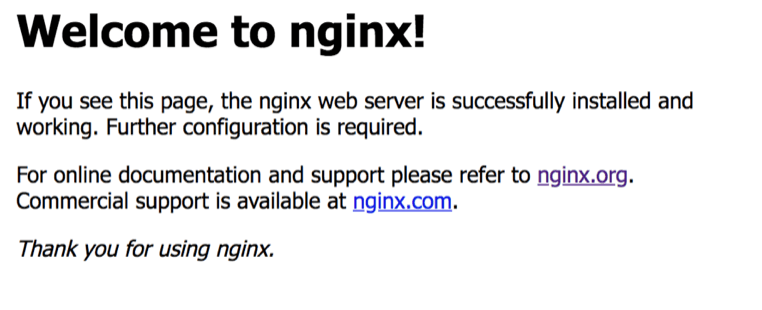 Welcome to nginx!
If you see this page, the nginx web server is successfully installed and
working. Further configuration is required.
For online documentation and support please refer to nginx.org.
Commercial support is available at nginx.com.
Thank you for using nginx.